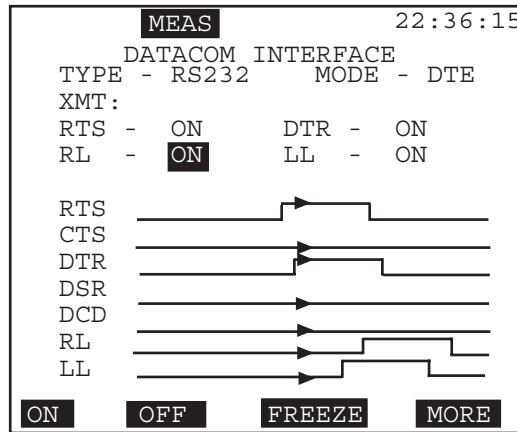 MEAS 22:36:15
DATACOM INTERFACE
TYPE - RS232 MODE - DTE
XMT:
RTS - ON DTR - ON
RL - ON LL - ON
RTS
CTS
DTR
DSR
DCD
RL
LL
ON OFF FREEZE MORE